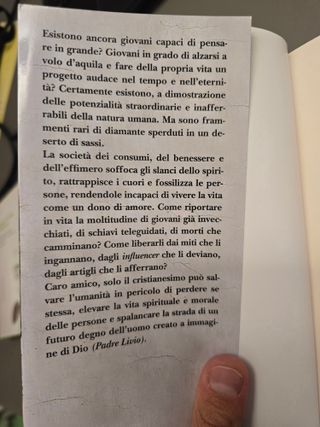 Esistono ancora giovani capaci di pensa-
re in grande? Giovani in grado di alzarsi a
volo d'aquila e fare della propria vita un
progetto audace nel tempo e nell'eterni-
tà? Certamente esistono, a dimostrazione
delle potenzialità straordinarie e inaffer-
rabili della natura umana. Ma sono fram-
menti rari di diamante sperduti in un de-
serto di sassi.
La società dei consumi, del benessere e
dell'effimero soffoca gli slanci dello spiri-
to, rattrappisce i cuori e fossilizza le per-
sone, rendendole incapaci di vivere la vita
come un dono di amore. Come riportare
in vita la moltitudine di giovani già invec-
chiati, di schiavi teleguidati, di morti che
camminano? Come liberarli dai miti che li
ingannano, dagli influencer che li deviano,
dagli artigli che li afferrano?
Caro amico, solo il cristianesimo può sal-
vare l'umanità in pericolo di perdere se
stessa, elevare la vita spirituale e morale
delle persone e spalancare la strada di un
futuro degno dell'uomo creato a immagi-
ne di Dio (Padre Livio).